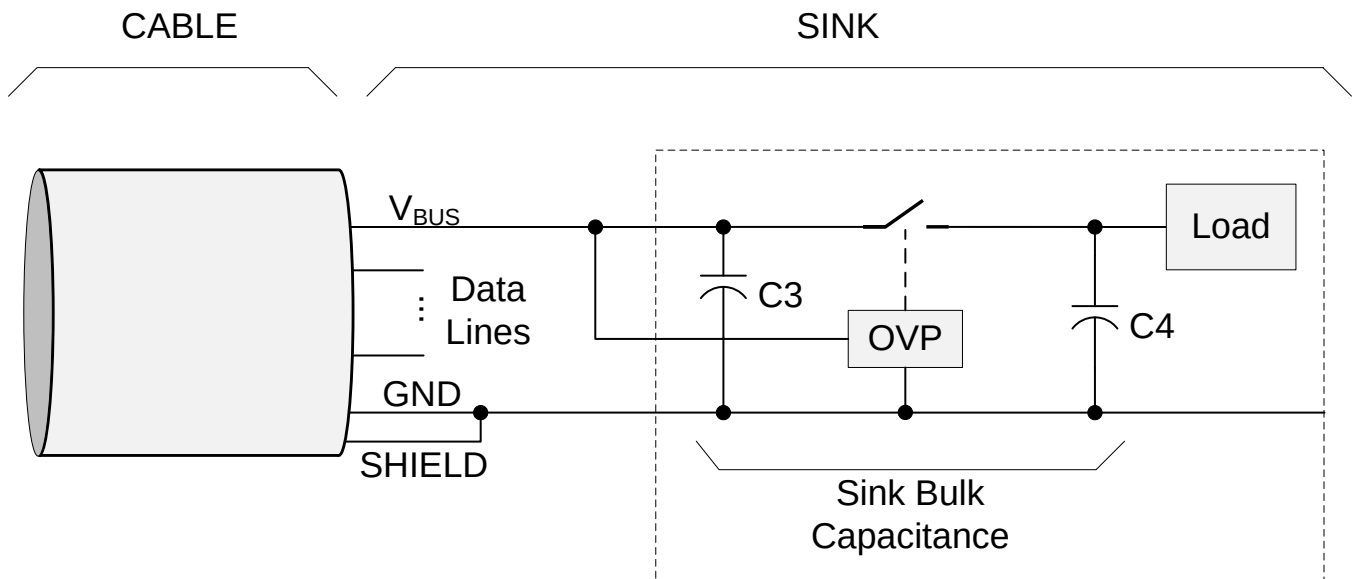 CABLE
SINK
VBUS
Data
Lines
GND
SHIELD
C3
OVP
C4
Load
Sink Bulk
Capacitance